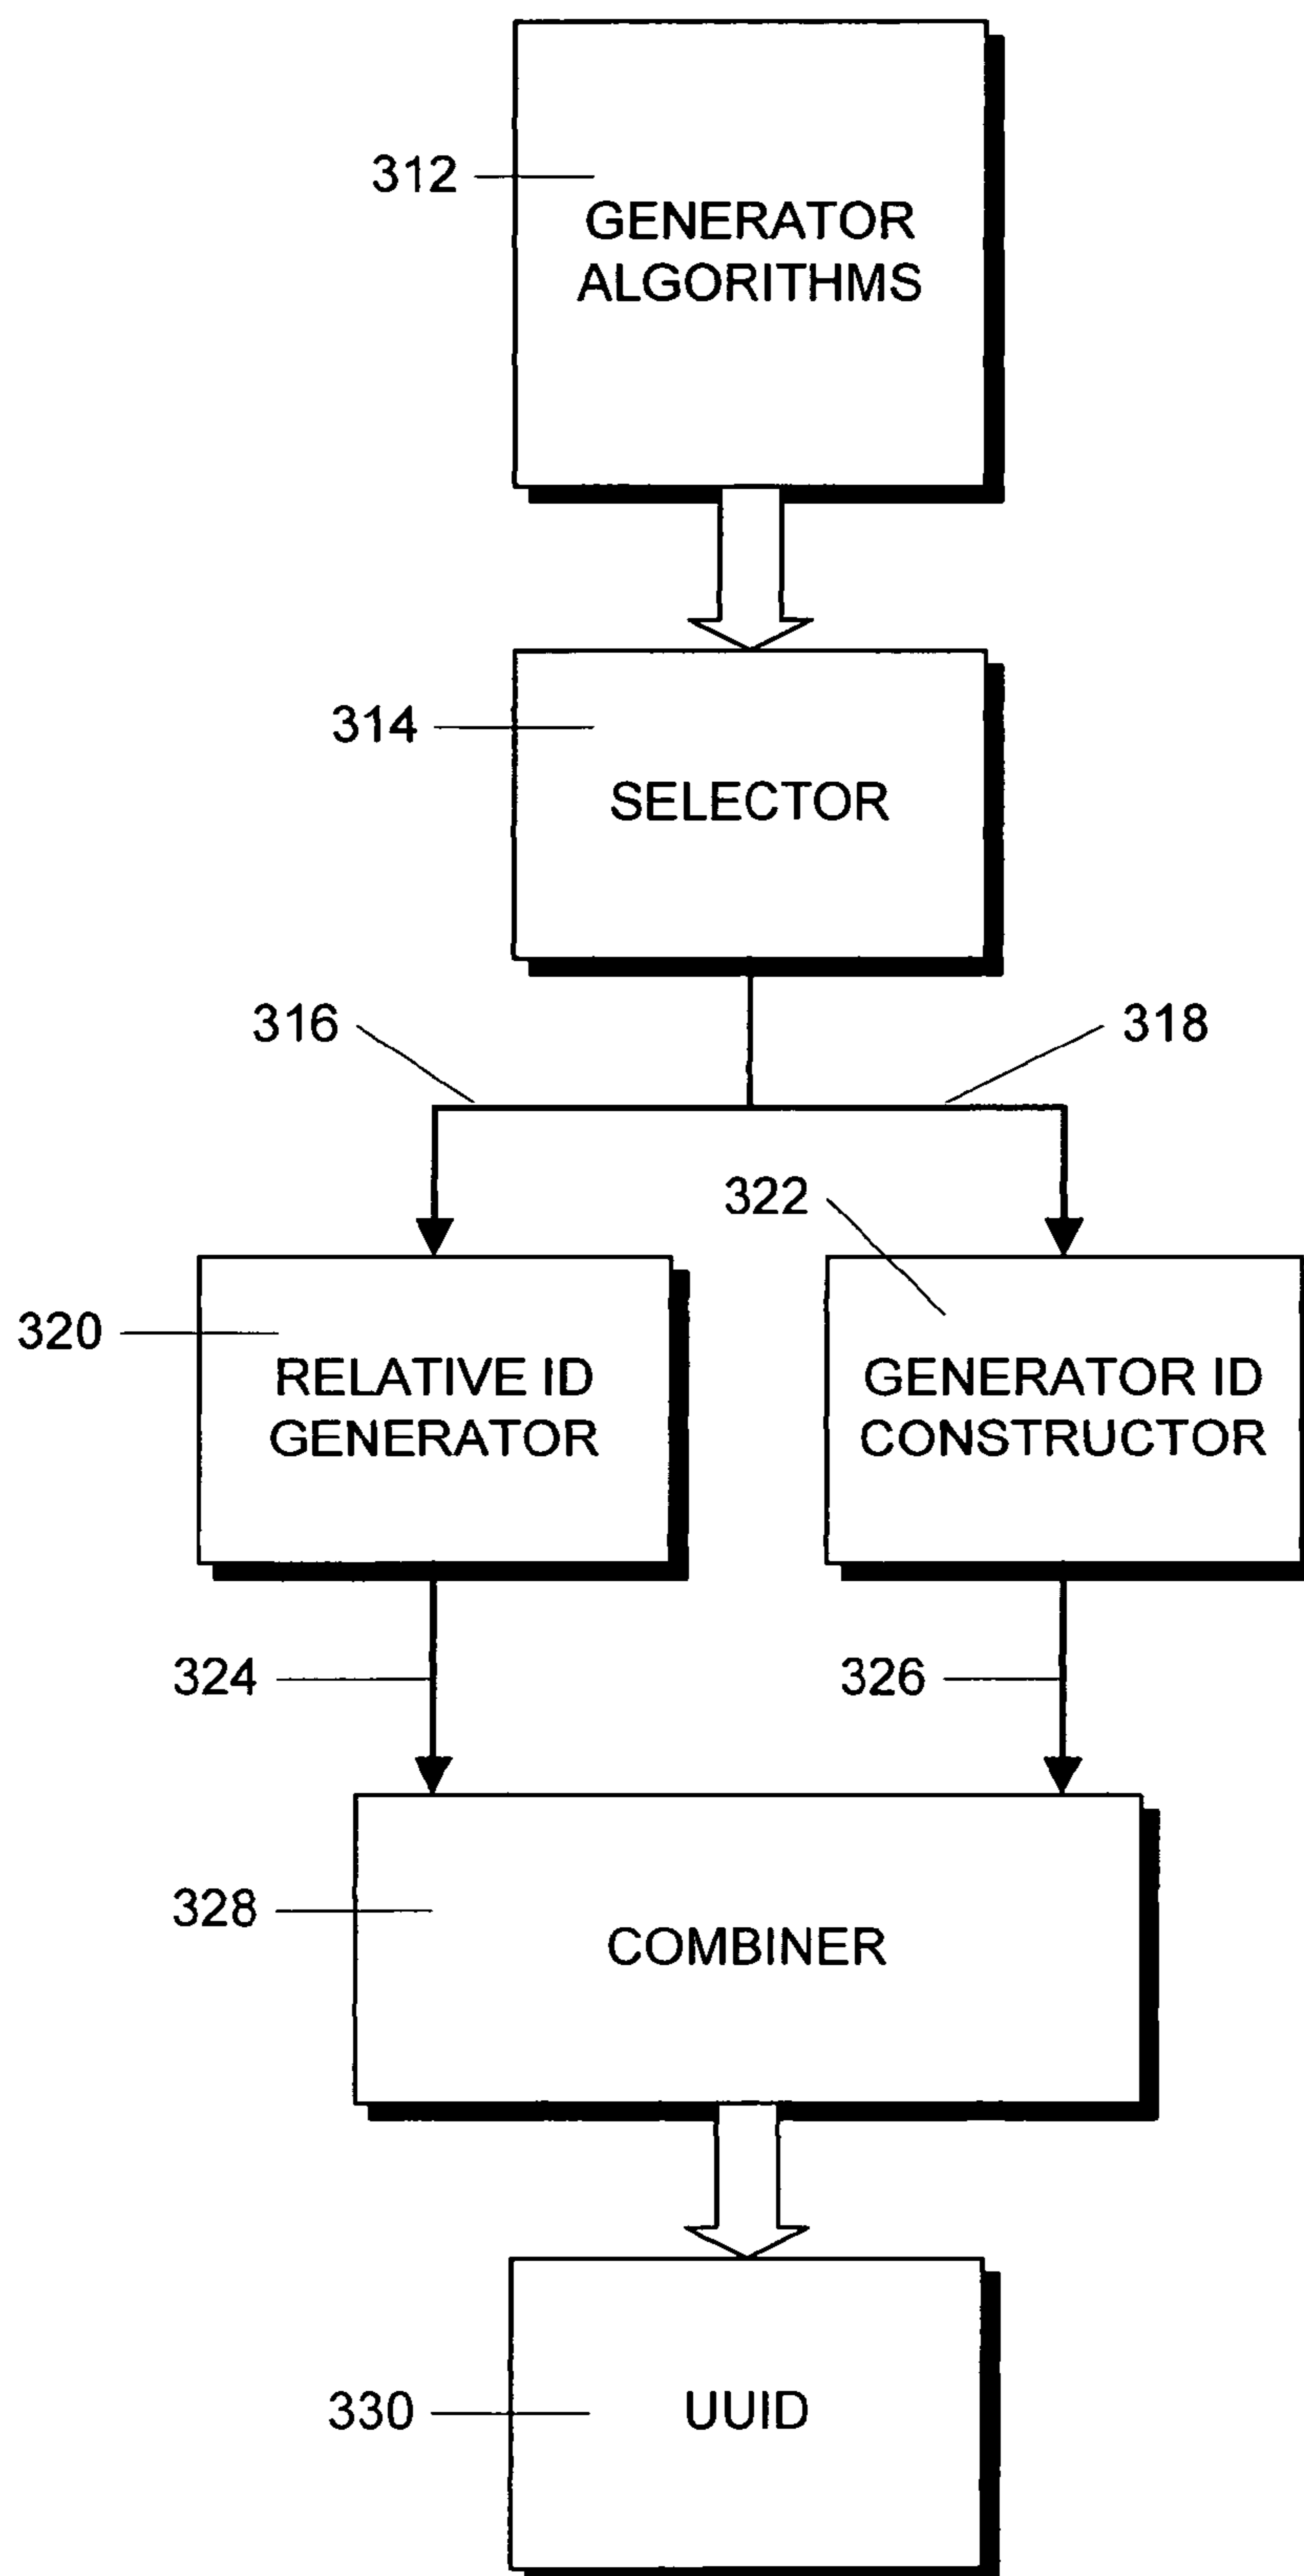 312
GENERATOR
ALGORITHMS
314
SELECTOR
316
318
322
320
RELATIVE ID
GENERATOR
GENERATOR ID
CONSTRUCTOR
324
326
328
COMBINER
330
UUID